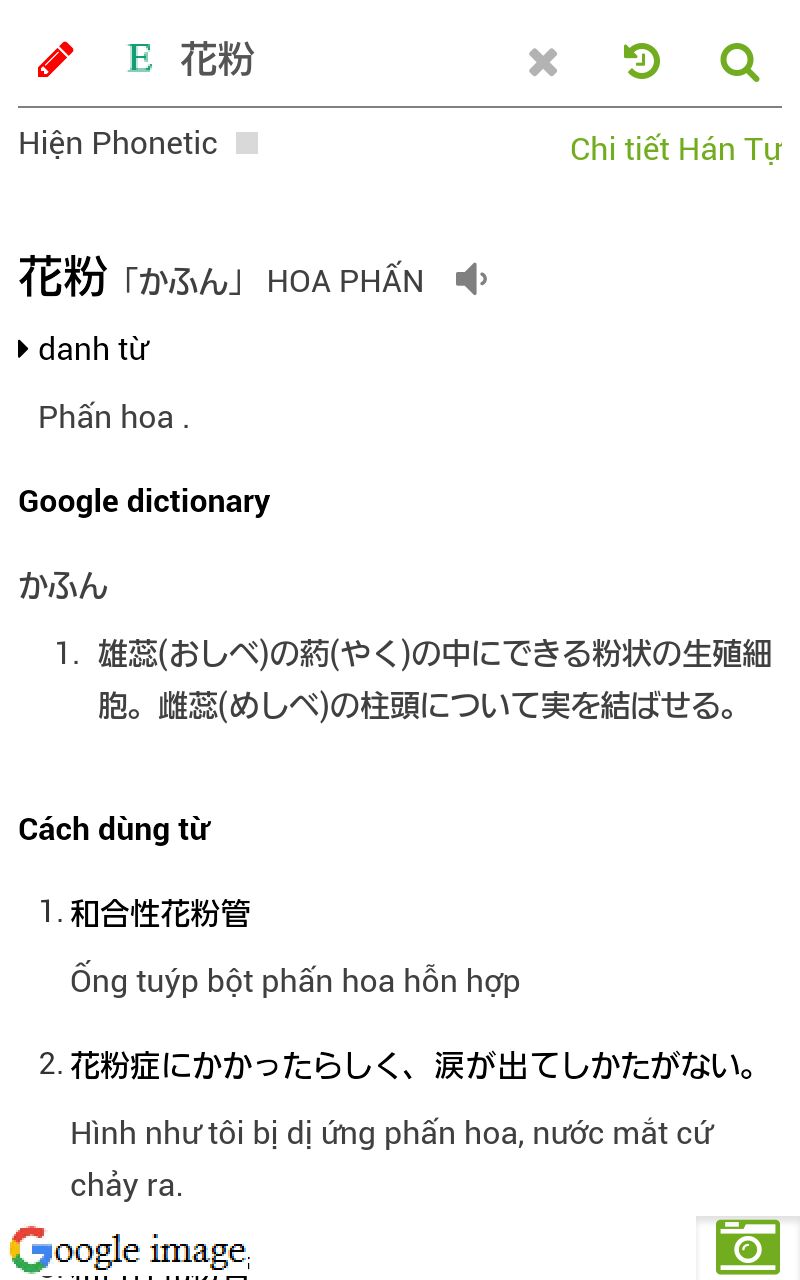 E 花粉
Hiện Phonetic
Chi tiết Hán Tự
花粉「かふん」 HOA PHẤN
danh từ
Phấn hoa .
Google dictionary
かふん
1. 雄蕊(おしべ)の葯(やく)の中にできる粉状の生殖細
胞。雌蕊(めしべ)の柱頭について実を結ばせる。
Cách dùng từ
1. 和合性花粉管
Ống tuýp bột phấn hoa hỗn hợp
2. 花粉症にかかったらしく、涙が出てしかたがない。
Hình như tôi bị dị ứng phấn hoa, nước mắt cứ
chảy ra.
Google image